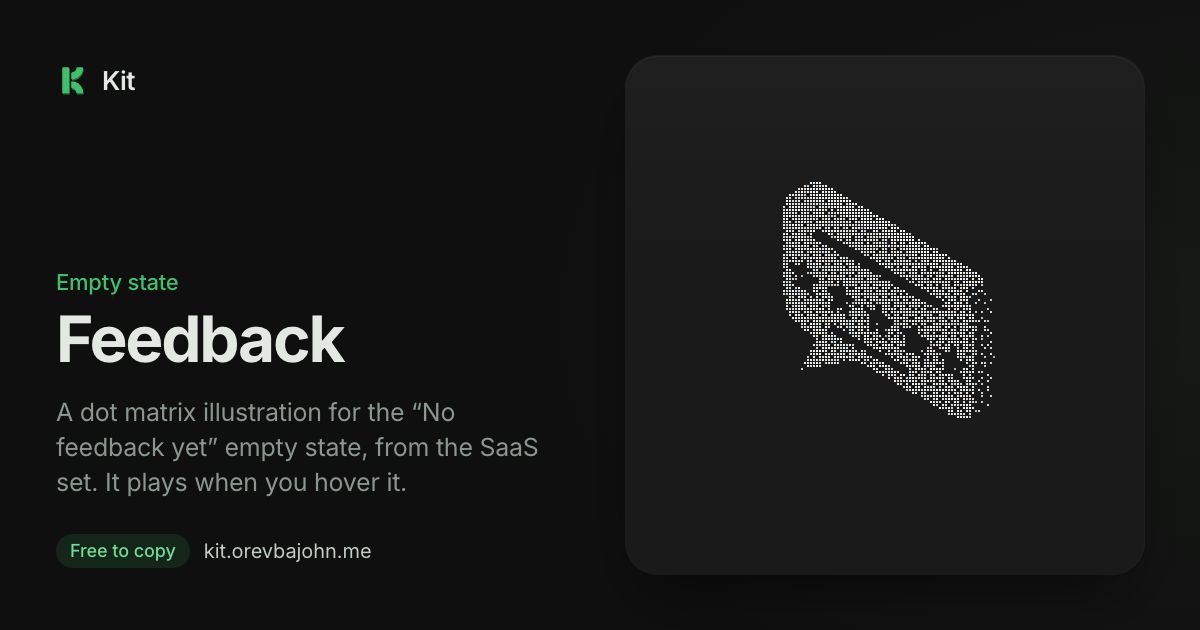 Kit
Empty state
Feedback
A dot matrix illustration for the “No
feedback yet” empty state, from the SaaS
set. It plays when you hover it.
Free to copy
kit.orevbajohn.me